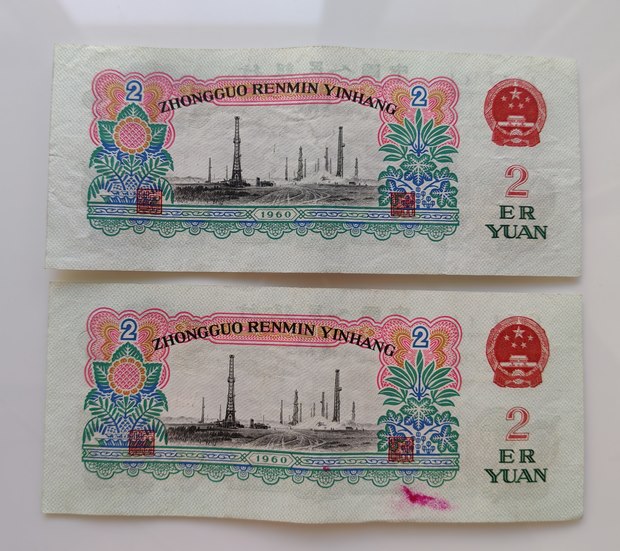 2 ZHONGGUO RENMIN YINHANG 2
1960
2
ER
YUAN
2 ZHONGGUO RENMIN YINHANG 2
1960
2
ER
YUAN